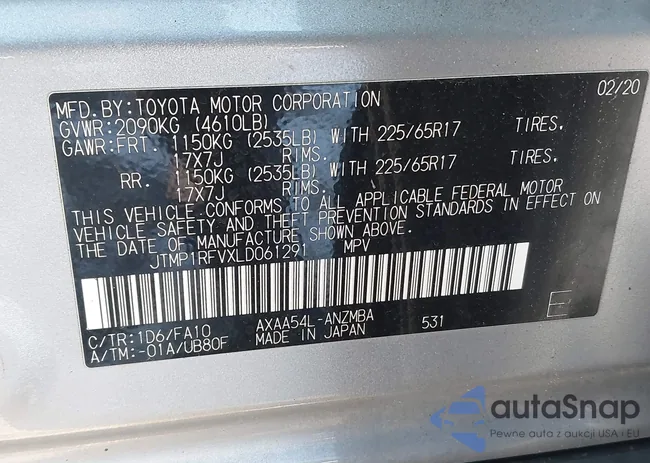 MFD.BY:TOYOTA MOTOR CORPORATION 02/20
GVWR:2090KG (4610LB)
GAWR:FRT. 1150KG (2535LB) WITH 225/65R17 TIRES,
17X7J RIMS.
RR. 1150KG (2535LB) WITH 225/65R17 TIRES,
17X7J RIMS.
THIS VEHICLE CONFORMS TO ALL APPLICABLE FEDERAL MOTOR
VEHICLE SAFETY AND THEFT PREVENTION STANDARDS IN EFFECT ON
THE DATE OF MANUFACTURE SHOWN ABOVE.
JTMP1RFVXLD061291 MPV
C/TR:1D6/FA10 AXAA54L-ANZMBA 531 E
A/TM:-01A/UB80F MADE IN JAPAN
autaSnap
Pewne auta z aukcji USA i EU